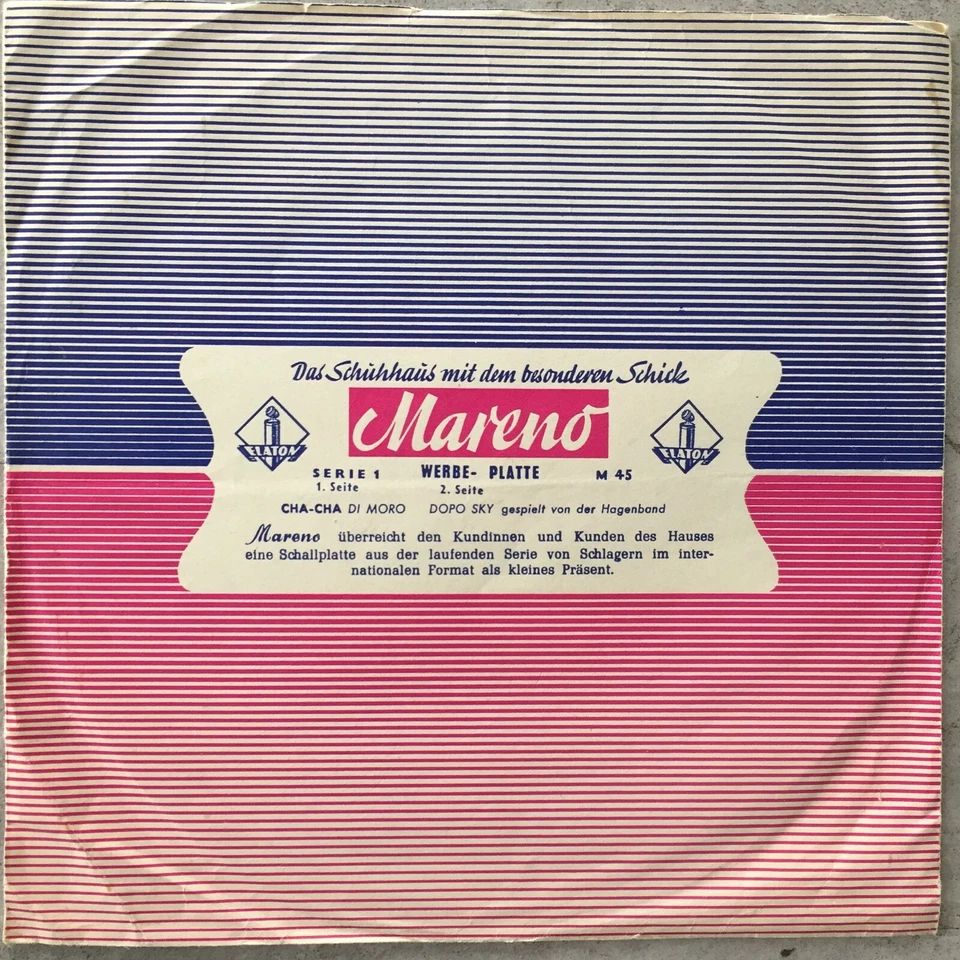 Das Schuhhaus mit dem besonderen Schick
Mareno
ELATON
ELATON
SERIE 1 WERBE- PLATTE M 45
1. Seite 2. Seite
CHA-CHA DI MORO DOPO SKY gespielt von der Hagenband
Mareno überreicht den Kundinnen und Kunden des Hauses
eine Schallplatte aus der laufenden Serie von Schlagern im inter-
nationalen Format als kleines Präsent.